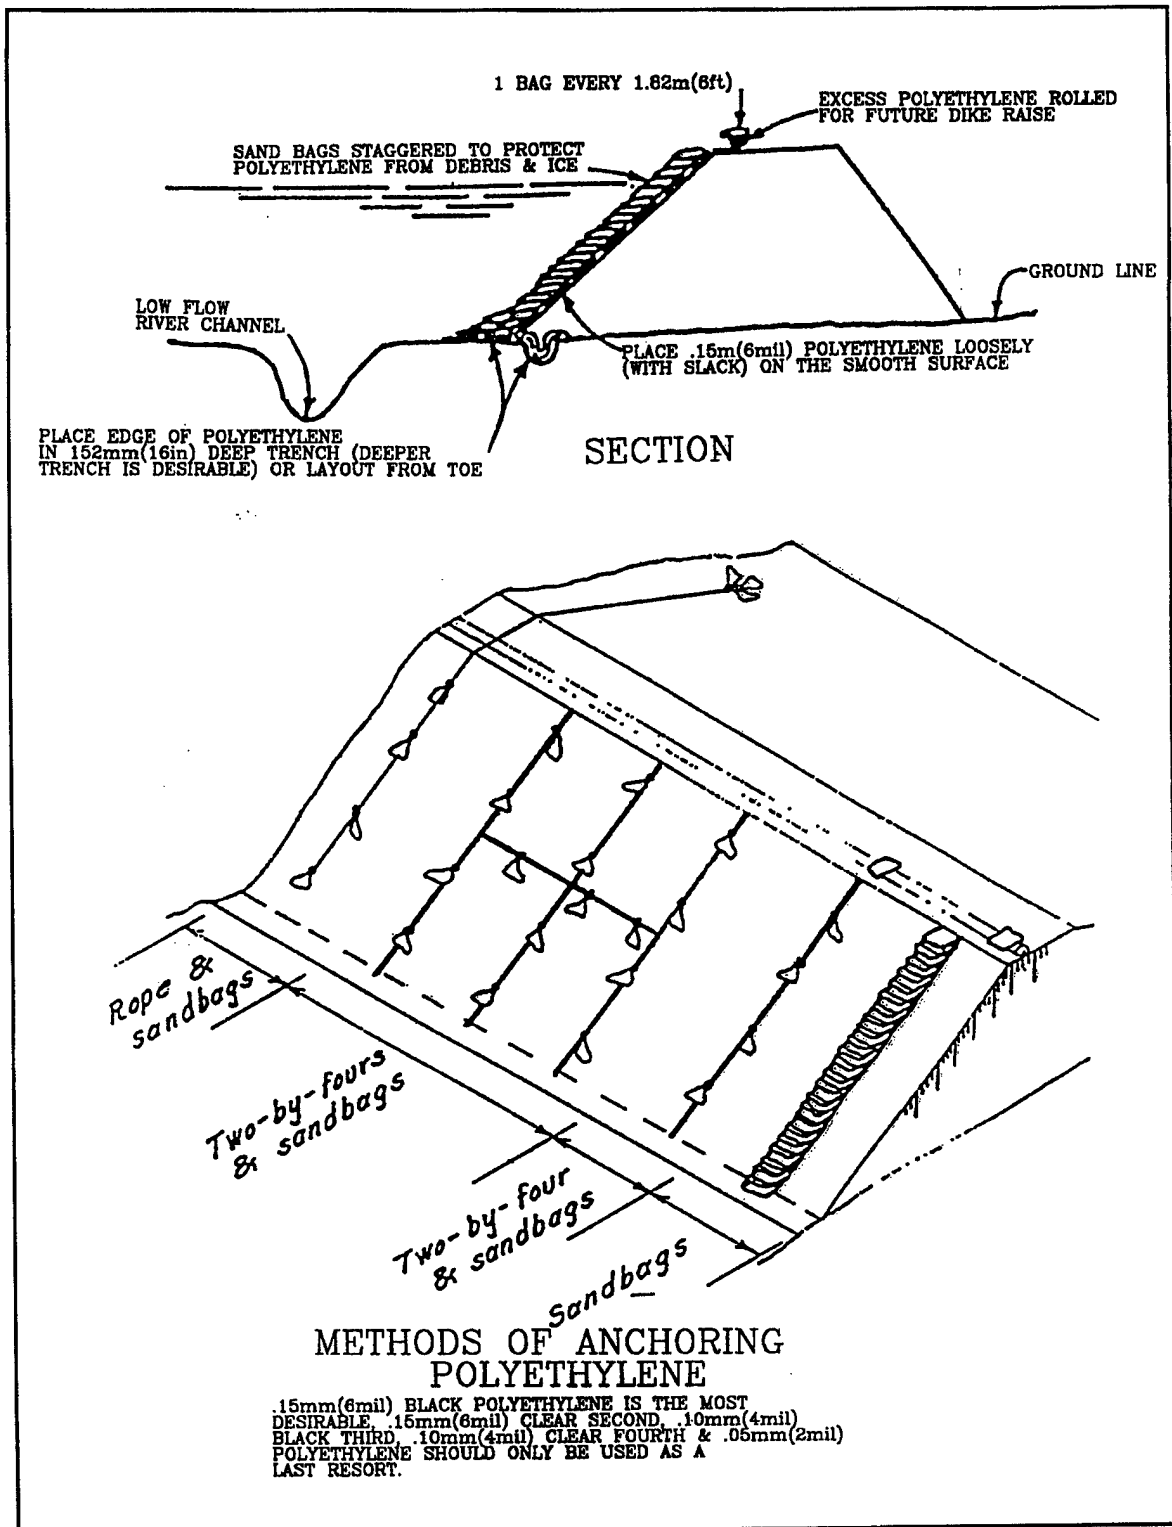 1 BAG EVERY 1.82m(6ft)
EXCESS POLYETHYLENE ROLLED
FOR FUTURE DIKE RAISE
SAND BAGS STAGGERED TO PROTECT
POLYETHYLENE FROM DEBRIS & ICE
GROUND LINE
LOW FLOW
RIVER CHANNEL
PLACE .15m(6mil) POLYETHYLENE LOOSELY
(WITH SLACK) ON THE SMOOTH SURFACE
PLACE EDGE OF POLYETHYLENE
IN 152mm(16in) DEEP TRENCH (DEEPER
TRENCH IS DESIRABLE) OR LAYOUT FROM TOE
SECTION
Rope &
sandbags
Two-by-fours
& sandbags
Two-by-four
& sandbags
Sandbags
METHODS OF ANCHORING
POLYETHYLENE
.15mm(6mil) BLACK POLYETHYLENE IS THE MOST
DESIRABLE, .15mm(6mil) CLEAR SECOND, .10mm(4mil)
BLACK THIRD, .10mm(4mil) CLEAR FOURTH & .05mm(2mil)
POLYETHYLENE SHOULD ONLY BE USED AS A
LAST RESORT.